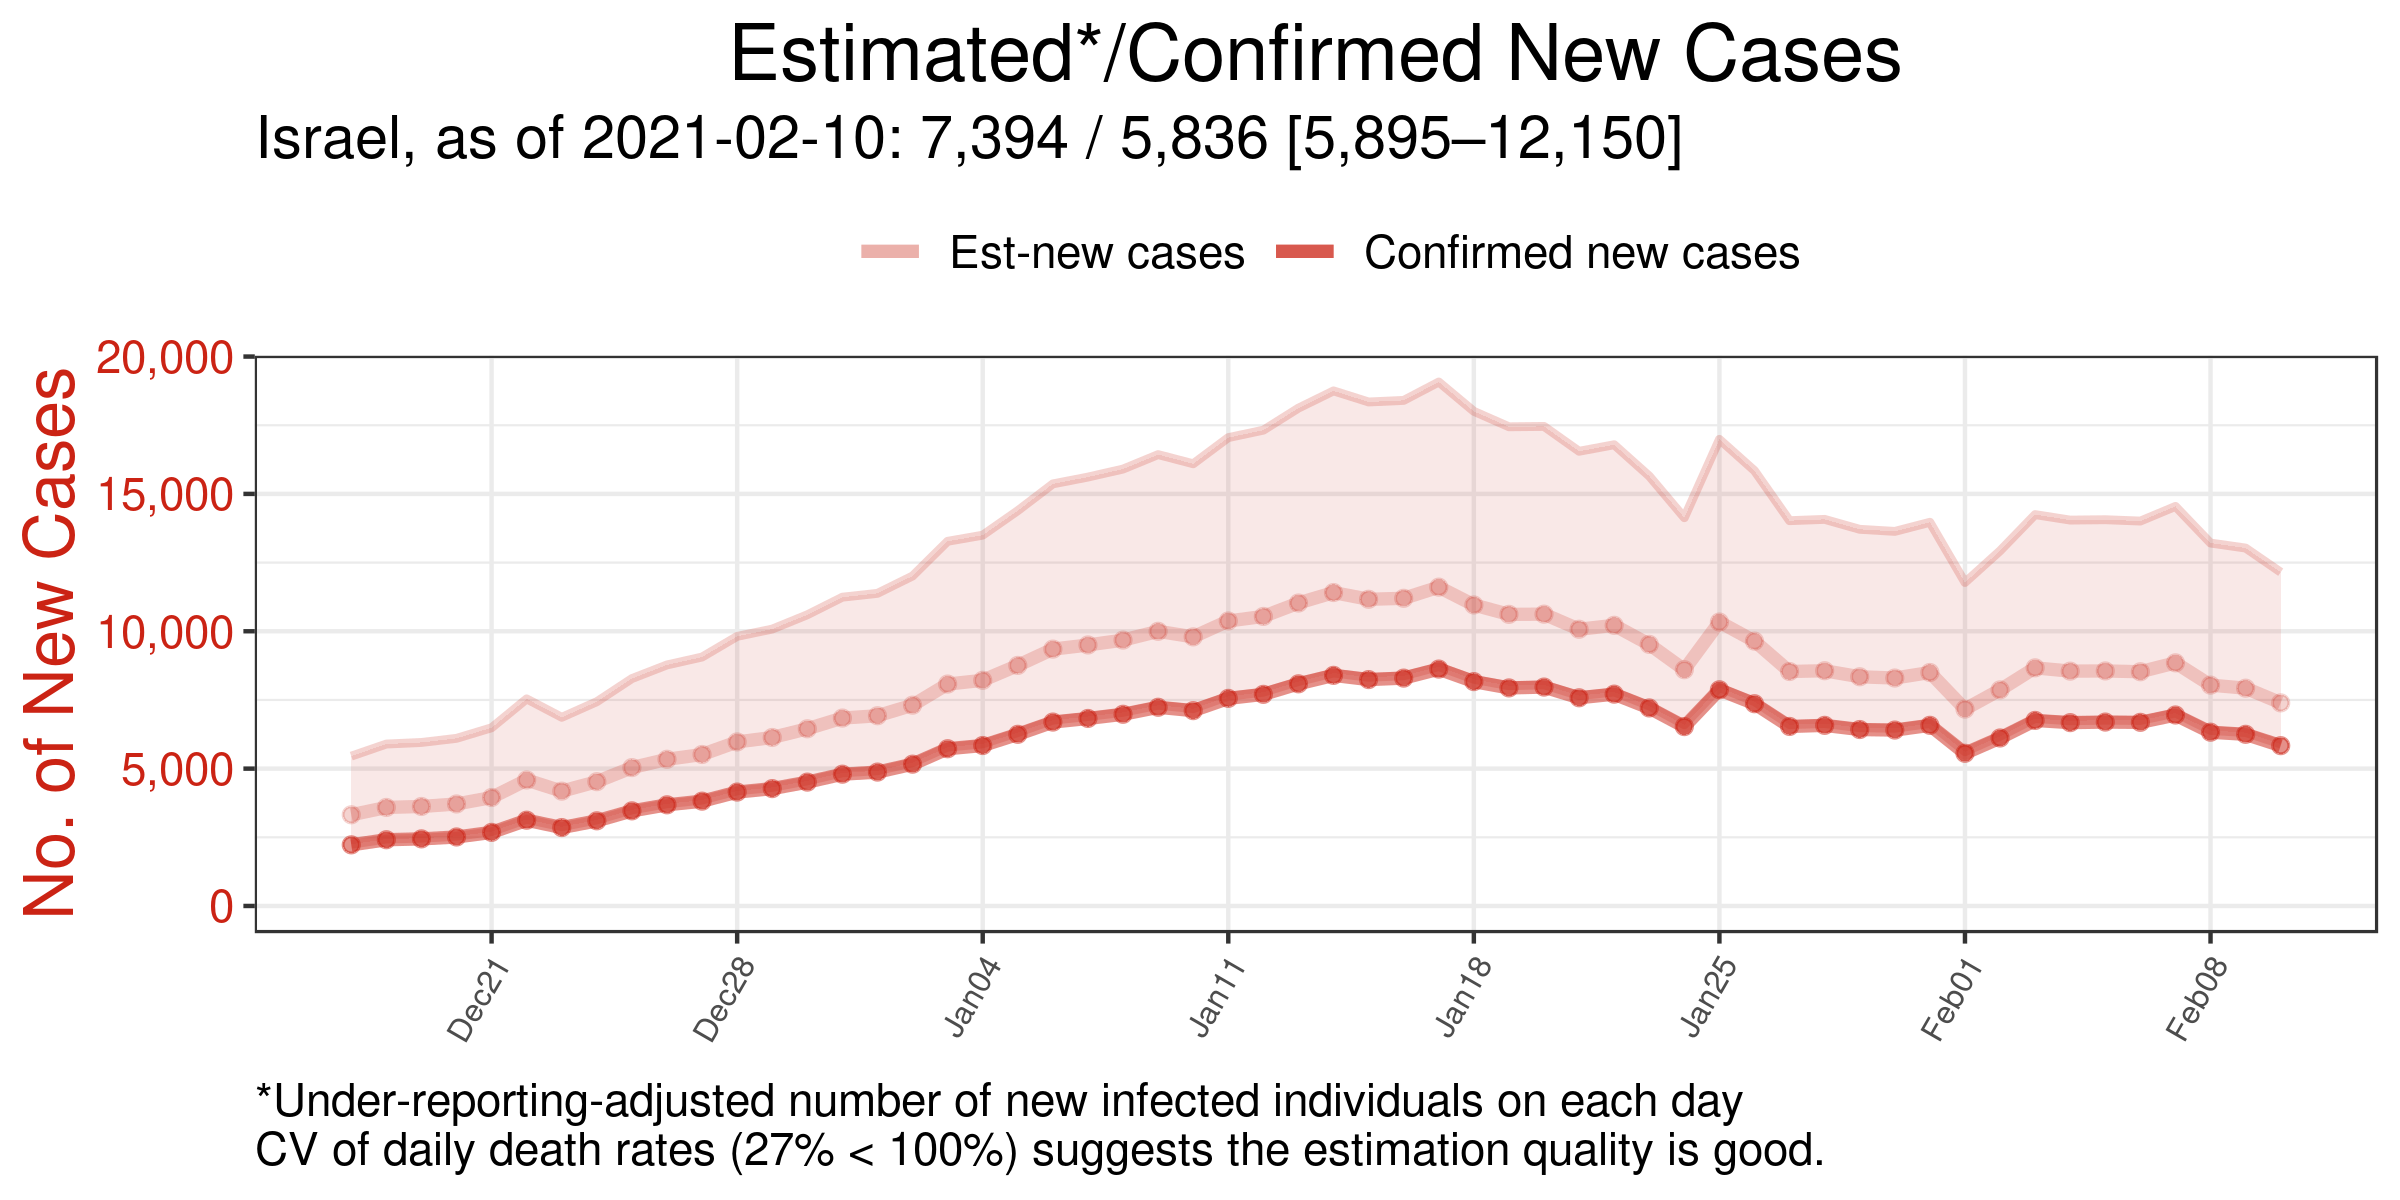 Estimated*/Confirmed New Cases
Israel, as of 2021-02-10: 7,394 / 5,836 [5,895–12,150]
Est-new cases
Confirmed new cases
No. of New Cases
20,000
15,000
10,000
5,000
0
Dec21
Dec28
Jan04
Jan11
Jan18
Jan25
Feb01
Feb08
*Under-reporting-adjusted number of new infected individuals on each day
CV of daily death rates (27% < 100%) suggests the estimation quality is good.